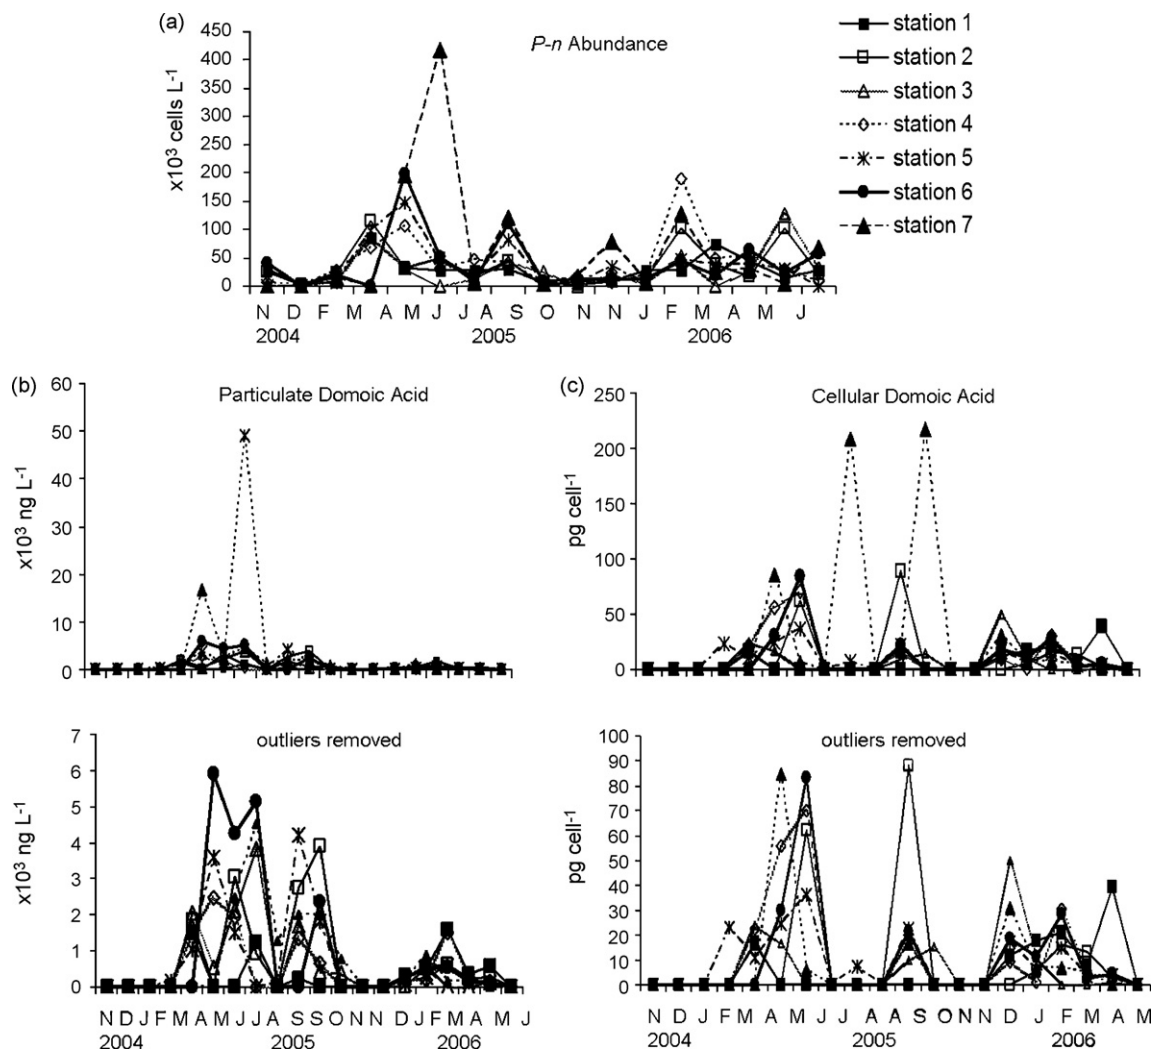 (a)
P-n Abundance
x10³ cells L⁻¹
450
400
350
300
250
200
150
100
50
0
N D F M A M J J A S O N D J F M A M J
2004 2005 2006
station 1
station 2
station 3
station 4
station 5
station 6
station 7
(b)
Particulate Domoic Acid
x10³ ng L⁻¹
60
50
40
30
20
10
0
(c)
Cellular Domoic Acid
pg cell⁻¹
250
200
150
100
50
0
outliers removed
x10³ ng L⁻¹
7
6
5
4
3
2
1
0
N D J F M A M J J A S S O N D J F M A M J
2004 2005 2006
outliers removed
pg cell⁻¹
100
90
80
70
60
50
40
30
20
10
0
N D J F M A M J J A S O N N D J F M A M
2004 2005 2006